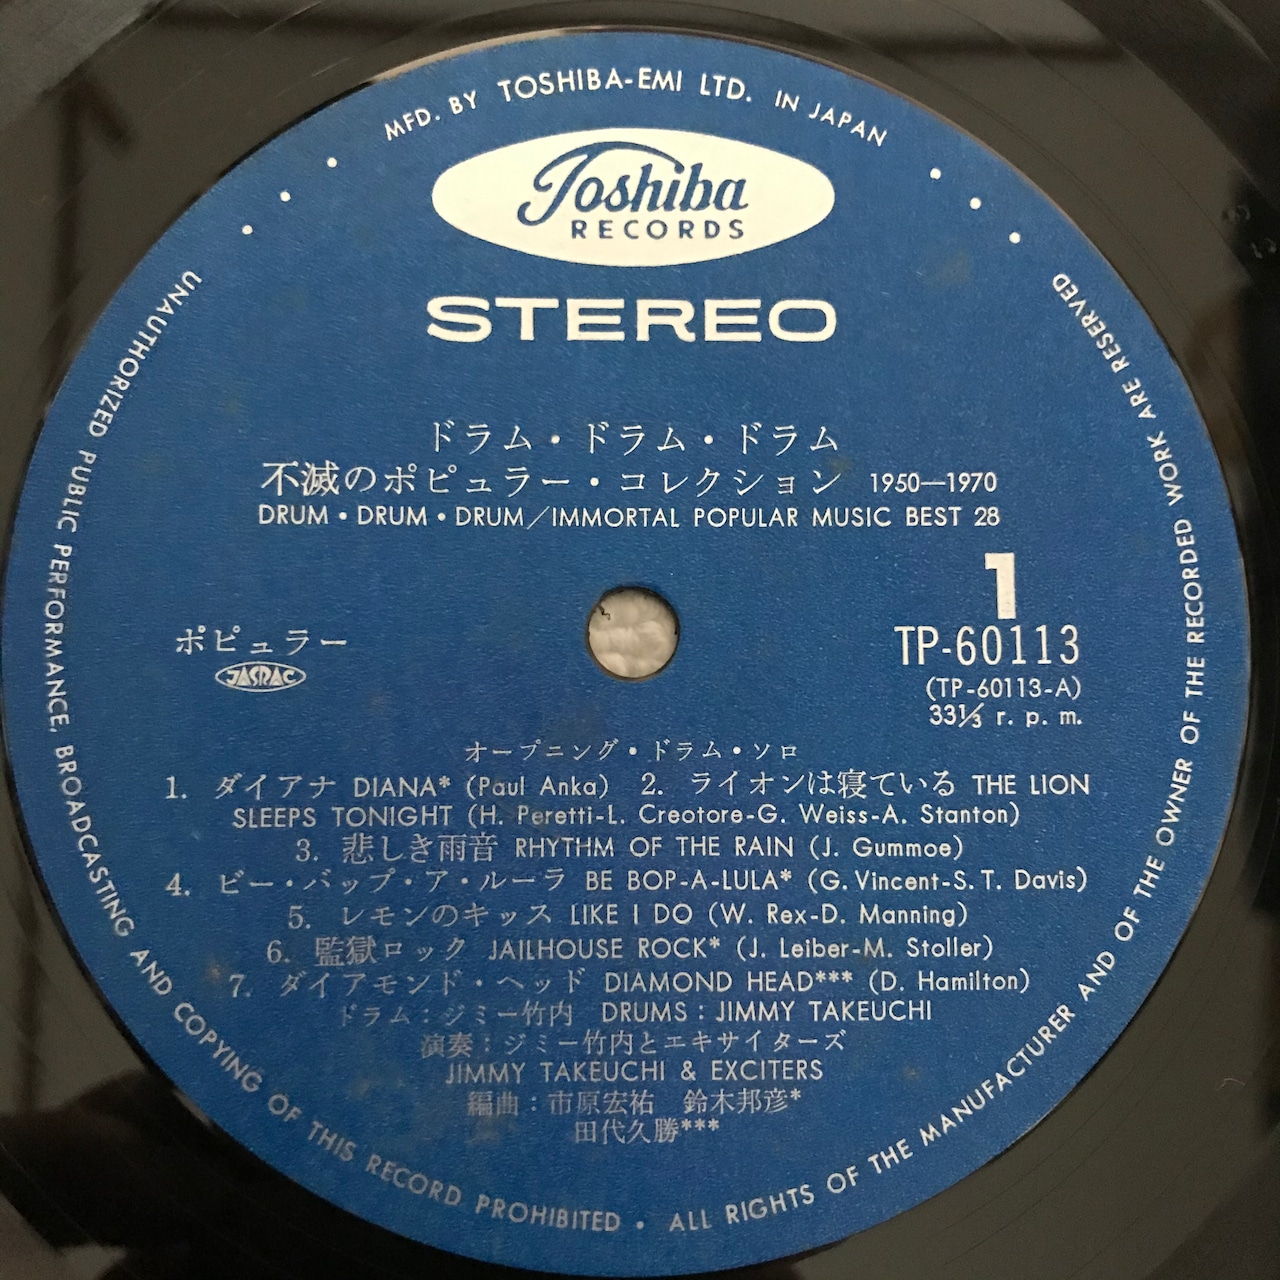 MFD. BY TOSHIBA-EMI LTD. IN JAPAN
Toshiba
RECORDS
STEREO
ドラム・ドラム・ドラム
不滅のポピュラー・コレクション 1950—1970
DRUM・DRUM・DRUM/IMMORTAL POPULAR MUSIC BEST 28
1
ポピュラー
TP-60113
JASRAC
(TP-60113-A)
33⅓ r. p. m.
オープニング・ドラム・ソロ
1. ダイアナ DIANA* (Paul Anka) 2. ライオンは寝ている THE LION
SLEEPS TONIGHT (H. Peretti-L. Creotore-G. Weiss-A. Stanton)
3. 悲しき雨音 RHYTHM OF THE RAIN (J. Gummoe)
4. ビー・バップ・ア・ルーラ BE BOP-A-LULA* (G. Vincent-S. T. Davis)
5. レモンのキッス LIKE I DO (W. Rex-D. Manning)
6. 監獄ロック JAILHOUSE ROCK* (J. Leiber-M. Stoller)
7. ダイアモンド・ヘッド DIAMOND HEAD*** (D. Hamilton)
ドラム：ジミー竹内 DRUMS : JIMMY TAKEUCHI
演奏：ジミー竹内とエキサイターズ
JIMMY TAKEUCHI & EXCITERS
編曲：市原宏祐 鈴木邦彦*
田代久勝***
UNAUTHORIZED PUBLIC PERFORMANCE, BROADCASTING AND COPYING OF THIS RECORD PROHIBITED • ALL RIGHTS OF THE MANUFACTURER AND OF THE OWNER OF THE RECORDED WORK ARE RESERVED